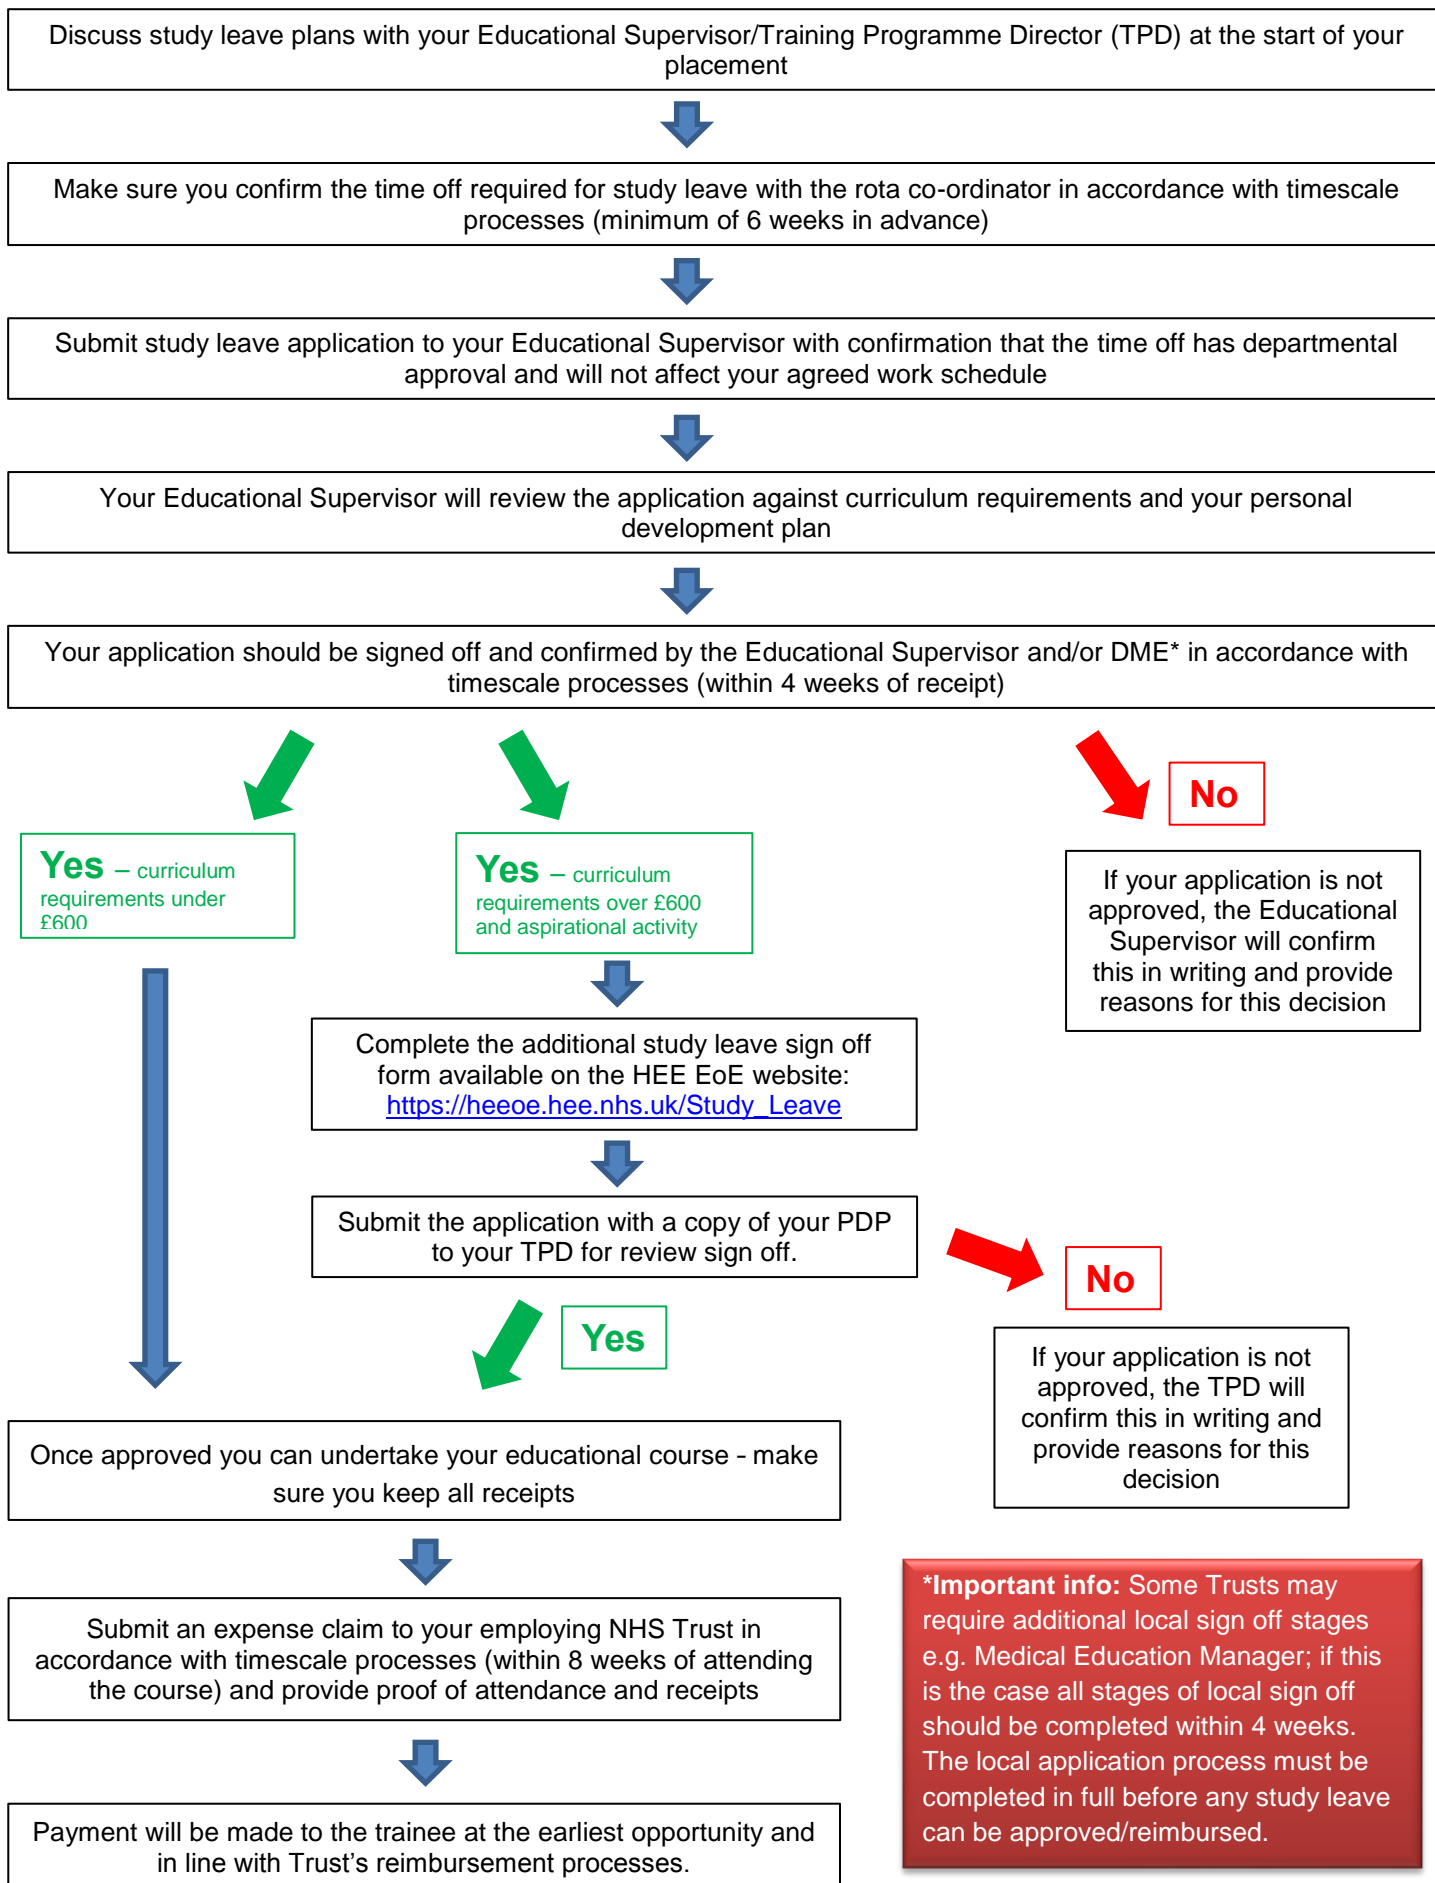 Discuss study leave plans with your Educational Supervisor/Training Programme Director (TPD) at the start of your
placement
Make sure you confirm the time off required for study leave with the rota co-ordinator in accordance with timescale
processes (minimum of 6 weeks in advance)
Submit study leave application to your Educational Supervisor with confirmation that the time off has departmental
approval and will not affect your agreed work schedule
Your Educational Supervisor will review the application against curriculum requirements and your personal
development plan
Your application should be signed off and confirmed by the Educational Supervisor and/or DME* in accordance with
timescale processes (within 4 weeks of receipt)
Yes – curriculum
requirements under
£600
Yes – curriculum
requirements over £600
and aspirational activity
No
If your application is not
approved, the Educational
Supervisor will confirm
this in writing and provide
reasons for this decision
Complete the additional study leave sign off
form available on the HEE EoE website:
https://heeoe.hee.nhs.uk/Study_Leave
Submit the application with a copy of your PDP
to your TPD for review sign off.
No
If your application is not
approved, the TPD will
confirm this in writing and
provide reasons for this
decision
Yes
Once approved you can undertake your educational course - make
sure you keep all receipts
Submit an expense claim to your employing NHS Trust in
accordance with timescale processes (within 8 weeks of attending
the course) and provide proof of attendance and receipts
Payment will be made to the trainee at the earliest opportunity and
in line with Trust's reimbursement processes.
*Important info: Some Trusts may
require additional local sign off stages
e.g. Medical Education Manager; if this
is the case all stages of local sign off
should be completed within 4 weeks.
The local application process must be
completed in full before any study leave
can be approved/reimbursed.